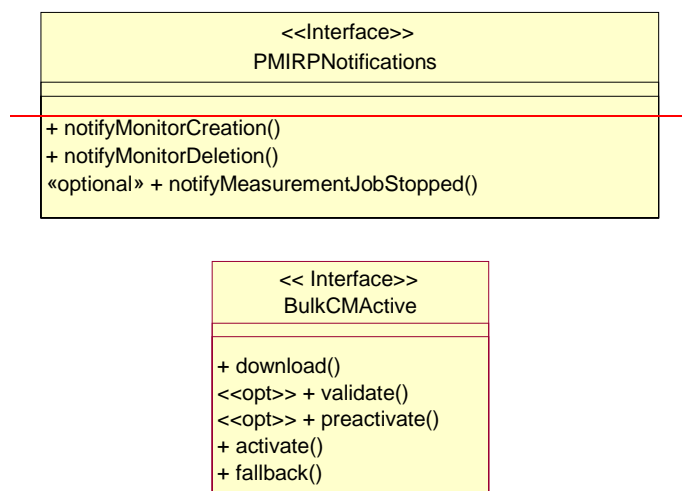 <<Interface>>
PMIRPNotifications
+ notifyMonitorCreation()
+ notifyMonitorDeletion()
«optional» + notifyMeasurementJobStopped()
<< Interface>>
BulkCMActive
+ download()
<<opt>> + validate()
<<opt>> + preactivate()
+ activate()
+ fallback()